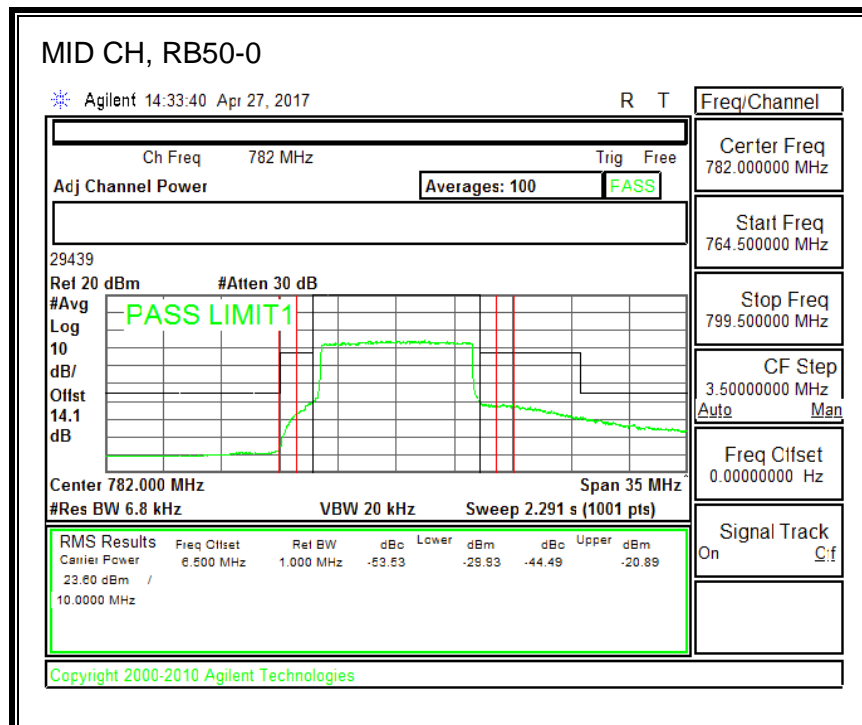 MID CH, RB50-0
Agilent 14:33:40 Apr 27, 2017 R T
Ch Freq 782 MHz Trig Free
Adj Channel Power Averages: 100 PASS
29439
Ref 20 dBm #Atten 30 dB
#Avg
Log
10
dB/
Offst
14.1
dB
PASS LIMIT1
Center 782.000 MHz Span 35 MHz
#Res BW 6.8 kHz VBW 20 kHz Sweep 2.291 s (1001 pts)
RMS Results Freq Offset Ref BW dBc Lower dBm dBc Upper dBm
Carrier Power 6.500 MHz 1.000 MHz -53.53 -29.93 -44.49 -20.89
23.60 dBm /
10.0000 MHz
Copyright 2000-2010 Agilent Technologies
Freq/Channel
Center Freq
782.000000 MHz
Start Freq
764.500000 MHz
Stop Freq
799.500000 MHz
CF Step
3.50000000 MHz
Auto Man
Freq Offset
0.00000000 Hz
Signal Track
On Off